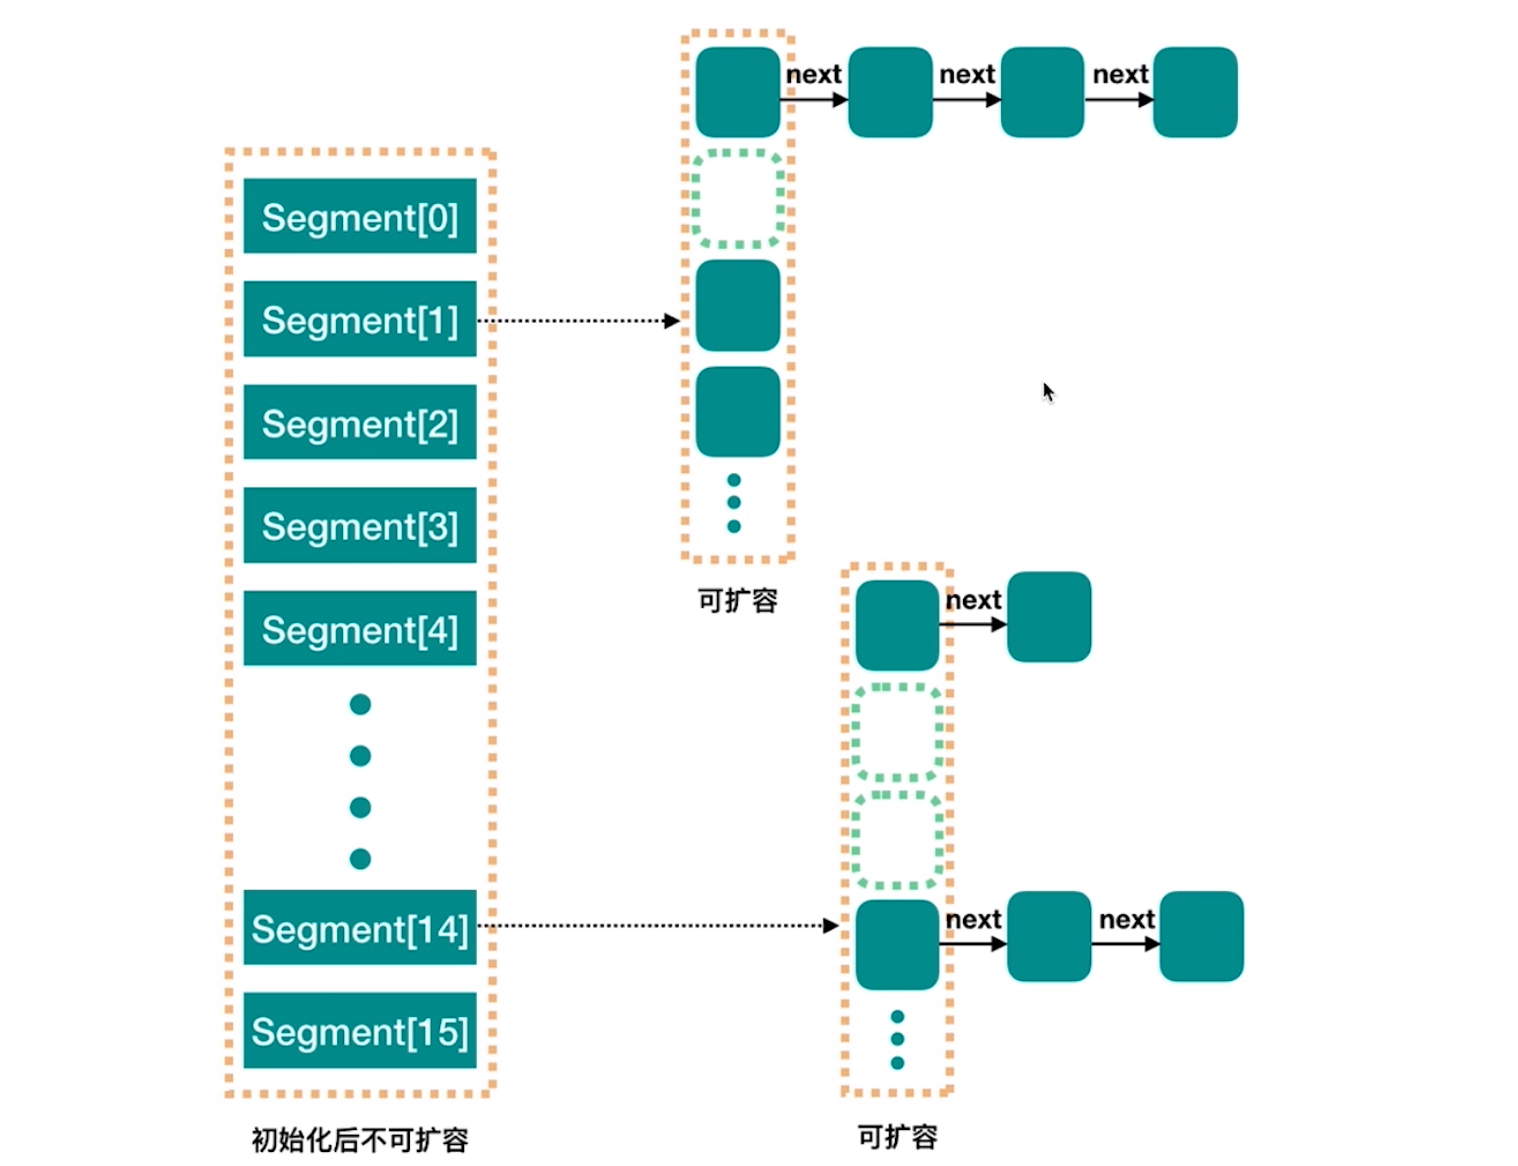 next next next
Segment[0]
Segment[1]
Segment[2]
Segment[3]
可扩容
next
Segment[4]
next next
Segment[14]
Segment[15]
初始化后不可扩容
可扩容